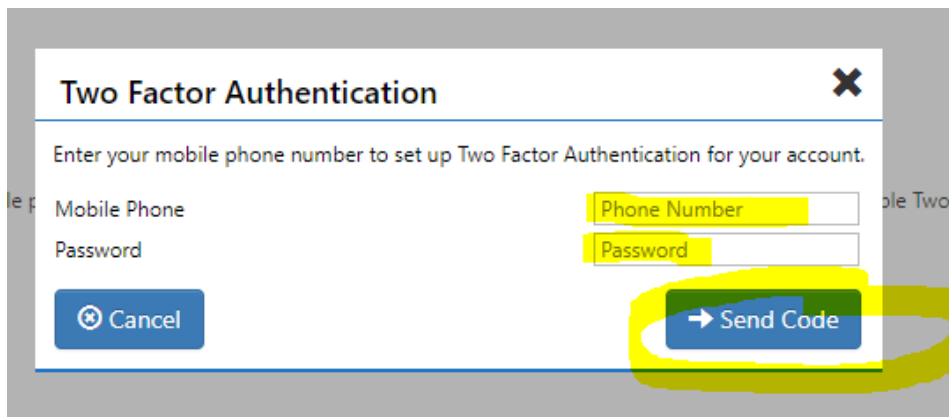 Two Factor Authentication
Enter your mobile phone number to set up Two Factor Authentication for your account.
Mobile Phone Phone Number
Password Password
Cancel Send Code